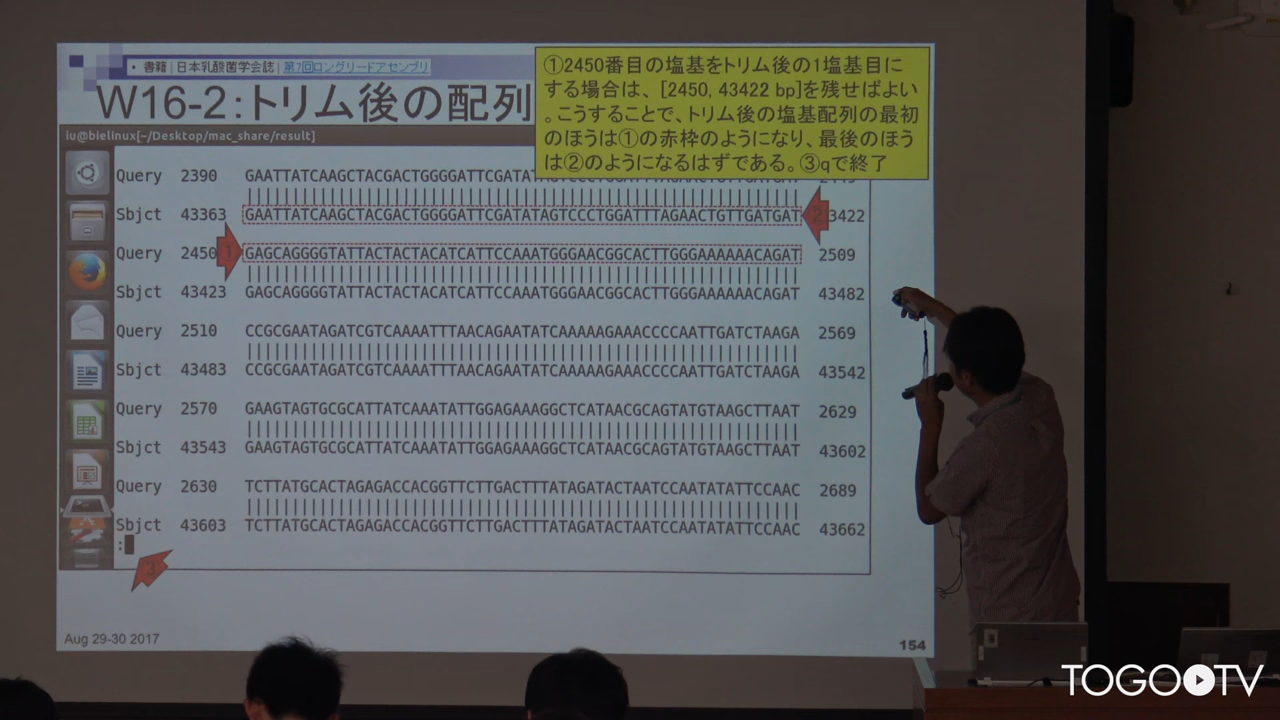 • 書籍 | 日本乳酸菌学会誌 | 第7回ロングリードアセンブリ
W16-2:トリム後の配列
①2450番目の塩基をトリム後の1塩基目に
する場合は、[2450, 43422 bp]を残せばよい
。こうすることで、トリム後の塩基配列の最初
のほうは①の赤枠のようになり、最後のほう
は②のようになるはずである。③qで終了
iu@bielinux[~/Desktop/mac_share/result]
Query 2390
Sbjct 43363 GAATTATCAAGCTACGACTGGGGATTCGATATAGTCCCTGGATTTAGAACTGTTGATGAT 2 3422
Query 2450 1 GAGCAGGGGTATTACTACTACATCATTCCAAATGGGAACGGCACTTGGGAAAAAACAGAT 2509
Sbjct 43423 GAGCAGGGGTATTACTACTACATCATTCCAAATGGGAACGGCACTTGGGAAAAAACAGAT 43482
Query 2510 CCGCGAATAGATCGTCAAAATTTAACAGAATATCAAAAAGAAACCCCAATTGATCTAAGA 2569
Sbjct 43483 CCGCGAATAGATCGTCAAAATTTAACAGAATATCAAAAAGAAACCCCAATTGATCTAAGA 43542
Query 2570 GAAGTAGTGCGCATTATCAAATATTGGAGAAAGGCTCATAACGCAGTATGTAAGCTTAAT 2629
Sbjct 43543 GAAGTAGTGCGCATTATCAAATATTGGAGAAAGGCTCATAACGCAGTATGTAAGCTTAAT 43602
Query 2630 TCTTATGCACTAGAGACCACGGTTCTTGACTTTATAGATACTAATCCAATATATTCCAAC 2689
Sbjct 43603 TCTTATGCACTAGAGACCACGGTTCTTGACTTTATAGATACTAATCCAATATATTCCAAC 43662
:
3
Aug 29-30 2017
154
TOGO TV